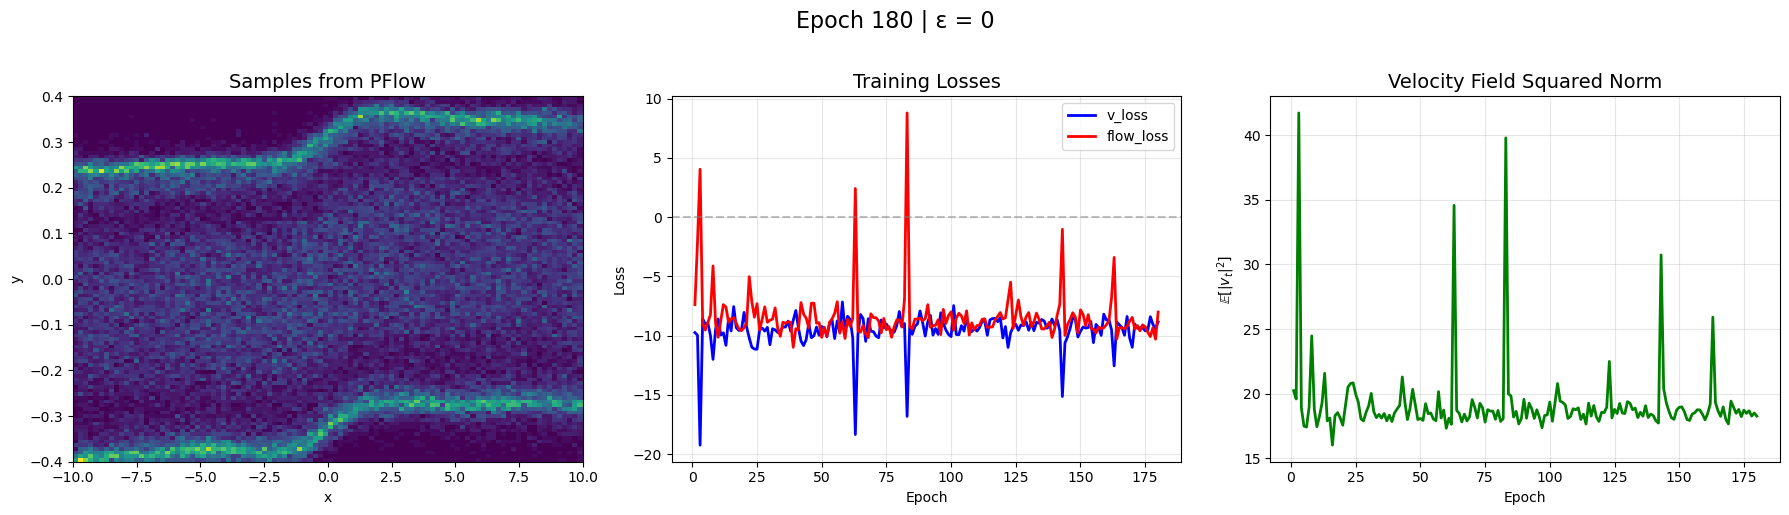 Epoch 180 | ε = 0
Samples from PFlow
0.4
0.3
0.2
0.1
0.0
−0.1
−0.2
−0.3
−0.4
y
−10.0 −7.5 −5.0 −2.5 0.0 2.5 5.0 7.5 10.0
x
Training Losses
v_loss
flow_loss
10
5
0
−5
−10
−15
−20
Loss
0 25 50 75 100 125 150 175
Epoch
Velocity Field Squared Norm
40
35
30
25
20
15
𝔼[|v_t|^2]
0 25 50 75 100 125 150 175
Epoch